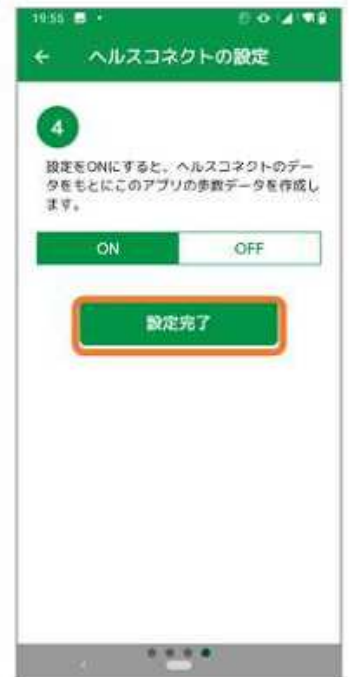 19:55
← ヘルスコネクトの設定
4
設定をONにすると、ヘルスコネクトのデー
タをもとにこのアプリの歩数データを作成し
ます。
ON OFF
設定完了